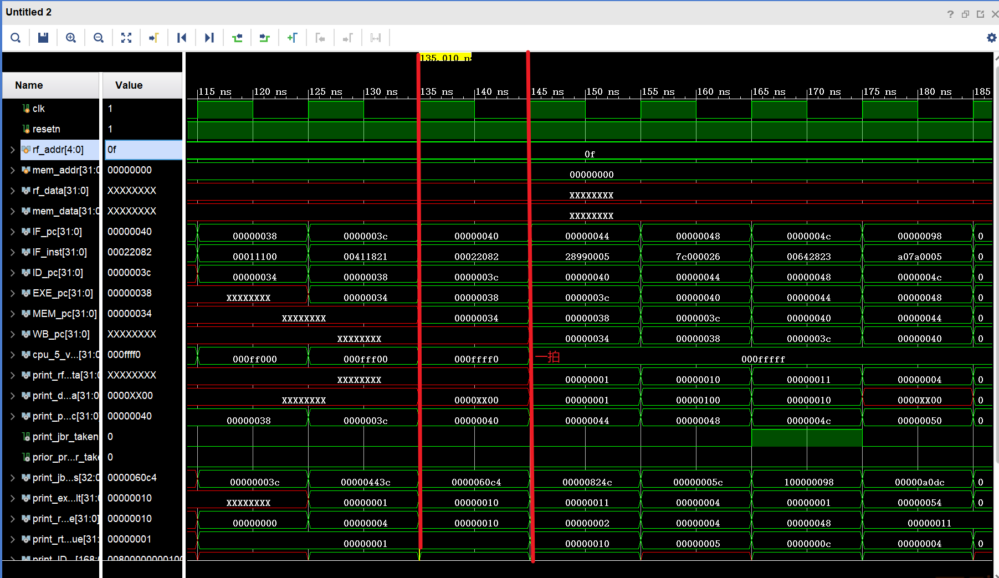 Untitled 2
?
135.010 ns
Name Value
115 ns 120 ns 125 ns 130 ns 135 ns 140 ns 145 ns 150 ns 155 ns 160 ns 165 ns 170 ns 175 ns 180 ns 185
clk 1
resetn 1
rf_addr[4:0] 0f 0f
mem_addr[31:0 00000000 00000000
rf_data[31:0] XXXXXXXX XXXXXXXX
mem_data[31:0 XXXXXXXX XXXXXXXX
IF_pc[31:0] 00000040 00000038 0000003c 00000040 00000044 00000048 0000004c 00000098 0
IF_inst[31:0] 00022082 00011100 00411821 00022082 28990005 7c000026 00642823 a07a0005 0
ID_pc[31:0] 0000003c 00000034 00000038 0000003c 00000040 00000044 00000048 0000004c 0
EXE_pc[31:0] 00000038 XXXXXXXX 00000034 00000038 0000003c 00000040 00000044 00000048 0
MEM_pc[31:0] 00000034 XXXXXXXX 00000034 00000038 0000003c 00000040 00000044 0
WB_pc[31:0] XXXXXXXX XXXXXXXX 00000034 00000038 0000003c 00000040 0
cpu_5_v...[31:0 000ffff0 000ff000 000fff00 000ffff0 一拍 000fffff
print_rf...ta[31:0 XXXXXXXX XXXXXXXX 00000001 00000010 00000011 00000004 0
print_d...a[31:0 0000XX00 XXXXXXXX 0000XX00 00000001 00000100 00000010 0000XX00 0
print_p...c[31:0] 00000040 00000038 0000003c 00000040 00000044 00000048 0000004c 00000050 0
print_jbr_taken 0
prior_pr...r_take 0
print_jb...s[32:0 0000060c4 00000003c 00000443c 0000060c4 00000824c 00000005c 100000098 00000a0dc 0
print_ex...lt[31:0 00000010 XXXXXXXX 00000001 00000010 00000011 00000004 00000001 00000054 0
print_r...e[31:0] 00000010 00000000 00000004 00000010 00000002 00000004 00000048 00000011
print_rt...ue[31: 00000001 00000001 00000010 00000005 0000000c 00000004 0